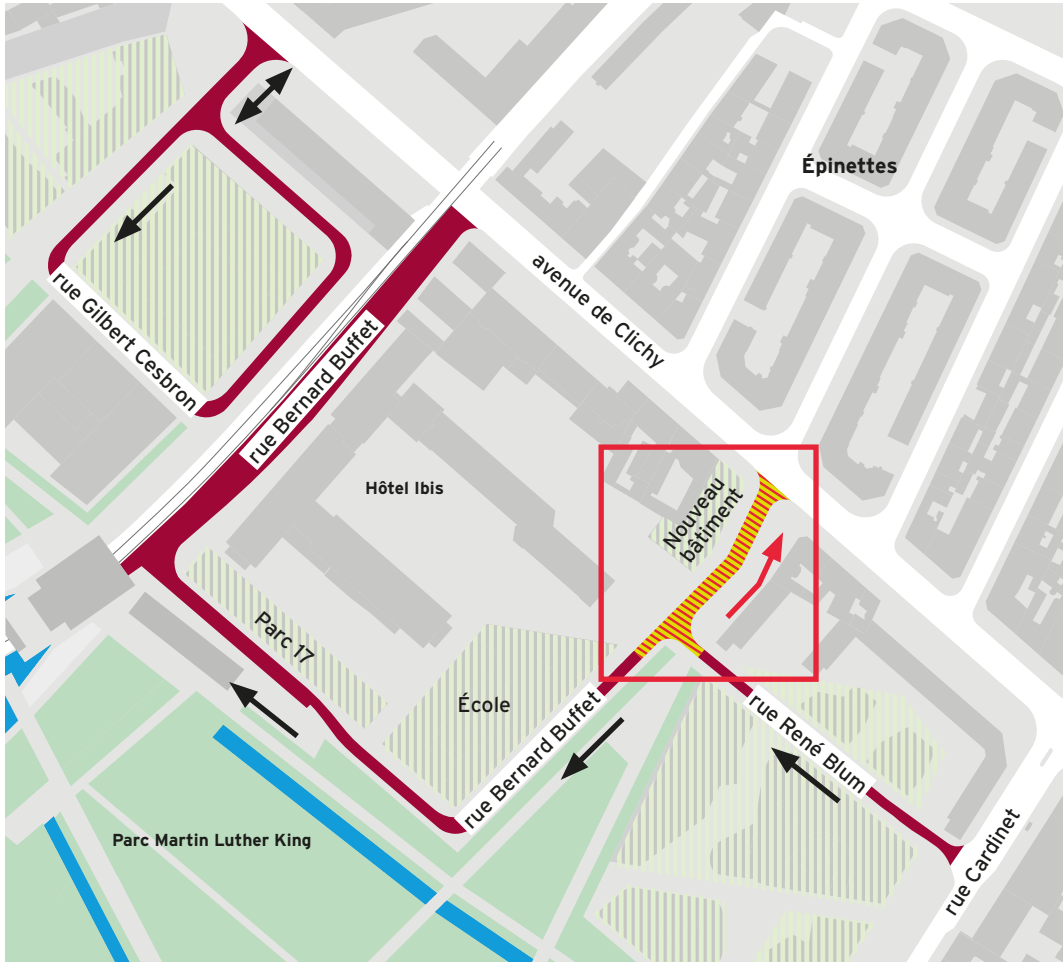 Épinettes
avenue de Clichy
rue Gilbert Cesbron
rue Bernard Buffet
Hôtel Ibis
Nouveau
bâtiment
Parc 17
École
rue Bernard Buffet
rue René Blum
Parc Martin Luther King
rue Cardinet